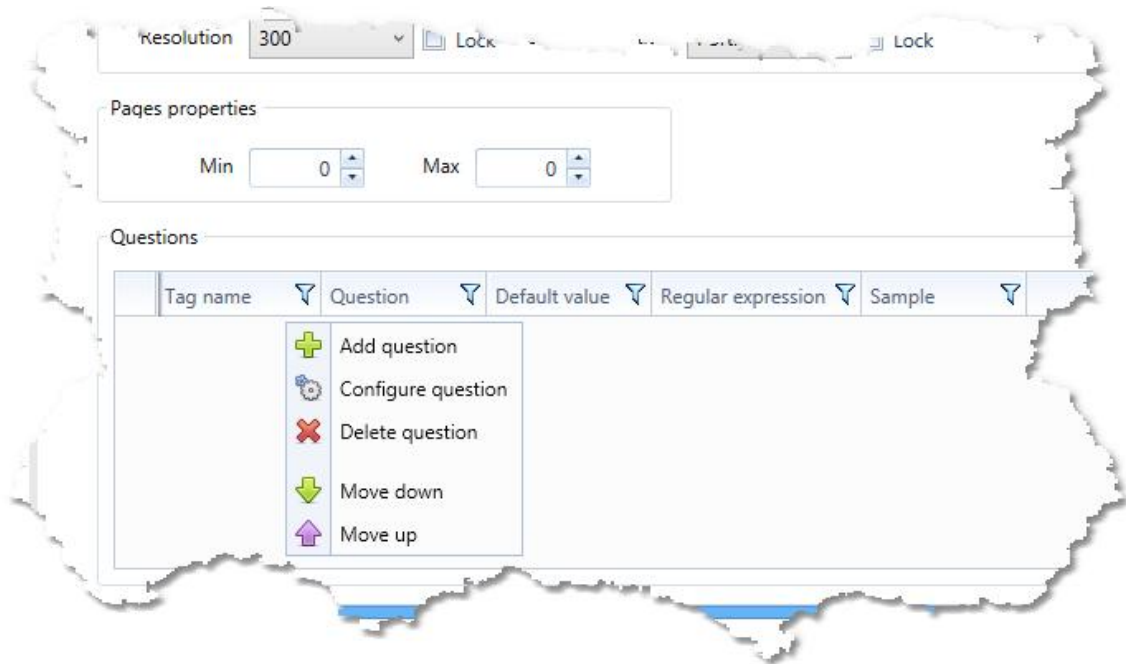 Resolution 300 Lock Lock
Pages properties
Min 0 Max 0
Questions
Tag name Question Default value Regular expression Sample
Add question
Configure question
Delete question
Move down
Move up